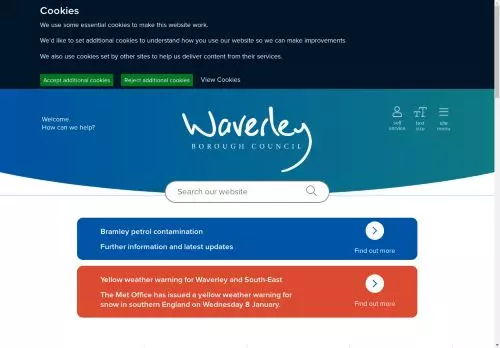 Cookies
We use some essential cookies to make this website work.
We'd like to set additional cookies to understand how you use our website so we can make improvements.
We also use cookies set by other sites to help us deliver content from their services.
Accept additional cookies
Reject additional cookies
View Cookies
Welcome.
How can we help?
Waverley
BOROUGH COUNCIL
self service
text size
site menu
Search our website
Bramley petrol contamination
Further information and latest updates
Find out more
Yellow weather warning for Waverley and South-East
The Met Office has issued a yellow weather warning for
snow in southern England on Wednesday 8 January.
Find out more